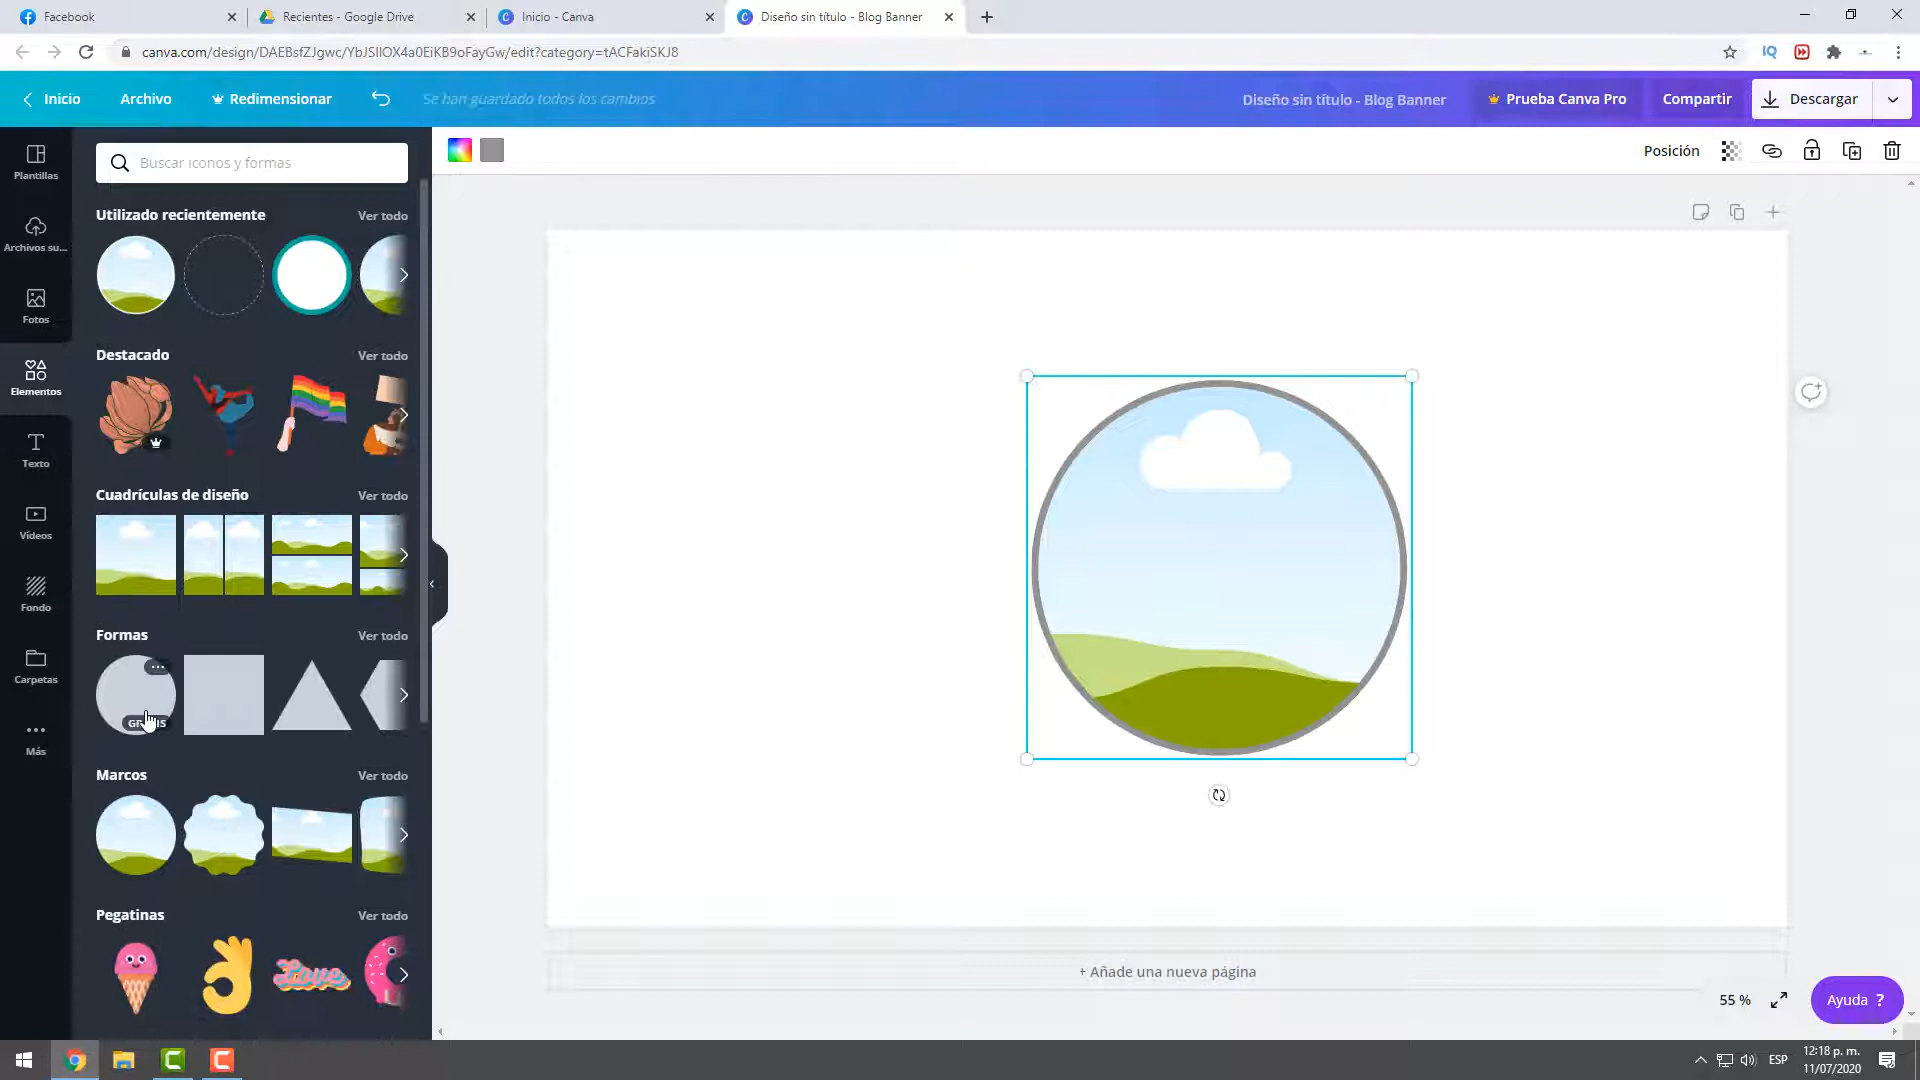 Facebook
Recientes - Google Drive
Inicio - Canva
Diseño sin título - Blog Banner
canva.com/design/DAEBsfZJgwc/YbJSIlOX4a0EiKB9oFayGw/edit?category=tACFakiSKJ8
IQ
Inicio
Archivo
Redimensionar
Se han guardado todos los cambios
Diseño sin título - Blog Banner
Prueba Canva Pro
Compartir
Descargar
Buscar iconos y formas
Posición
Plantillas
Archivos su...
Fotos
Elementos
Texto
Vídeos
Fondo
Carpetas
Más
Utilizado recientemente
Ver todo
Destacado
Ver todo
Cuadrículas de diseño
Ver todo
Formas
Ver todo
Marcos
Ver todo
Pegatinas
Ver todo
Love
+ Añade una nueva página
55 %
Ayuda ?
ESP
12:18 p. m.
11/07/2020